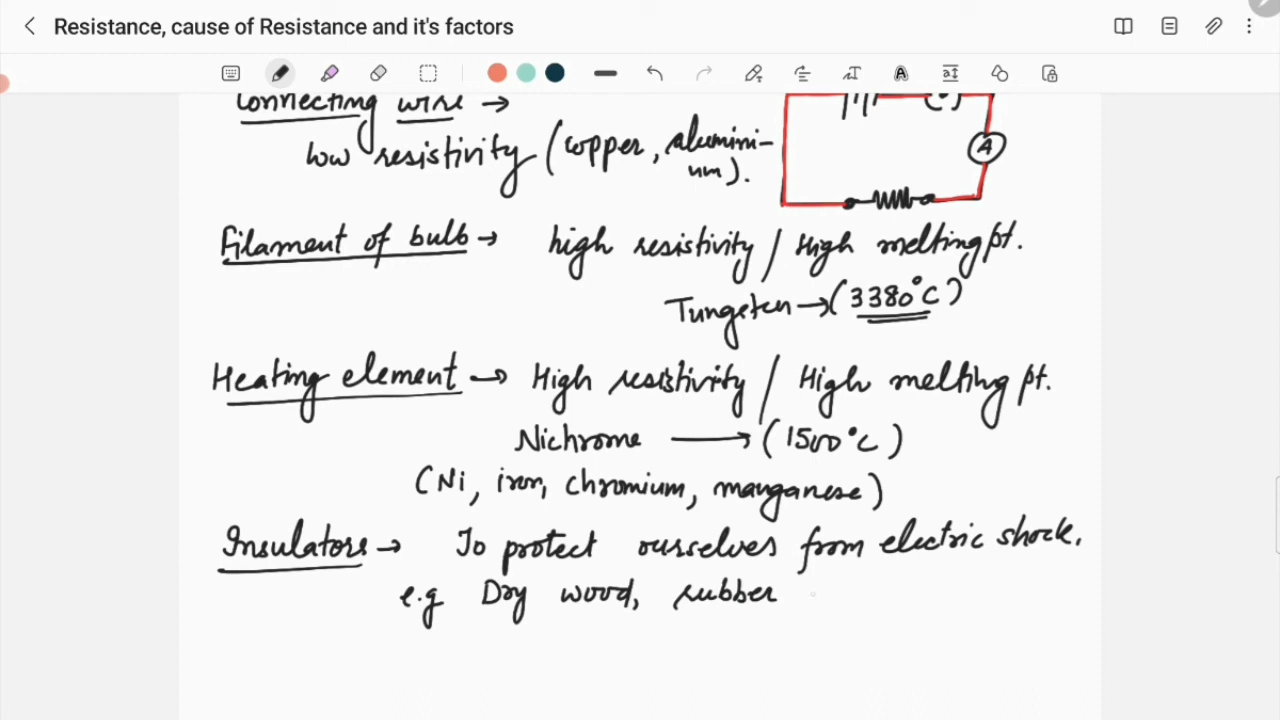 Resistance, cause of Resistance and it's factors
Connecting wire →
low resistivity (copper, alumini-
um).
A
Filament of bulb → high resistivity / High melting pt.
Tungsten → (3380°C)
Heating element → High resistivity / High melting pt.
Nichrome → (1500°C)
(Ni, iron, chromium, manganese)
Insulators → To protect ourselves from electric shock.
e.g Dry wood, rubber